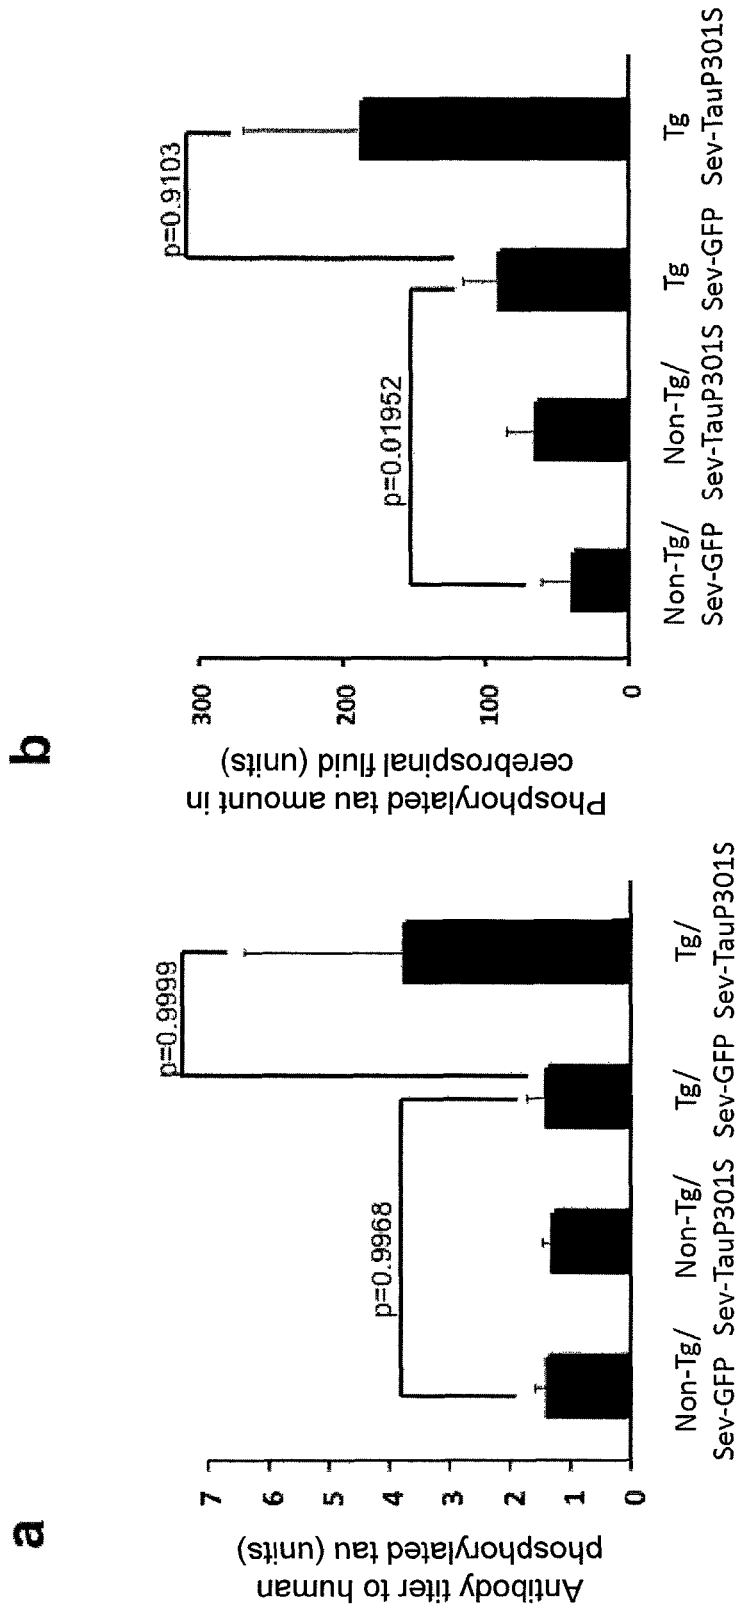 a
Antibody titer to human
phosphorylated tau (units)
7
6
5
4
3
2
1
0
p=0.9968
p=0.9999
Non-Tg/
Sev-GFP
Non-Tg/
Sev-TauP301S
Tg/
Sev-GFP
Tg/
Sev-TauP301S
b
Phosphorylated tau amount in
cerebrospinal fluid (units)
300
200
100
0
p=0.01952
p=0.9103
Non-Tg/
Sev-GFP
Non-Tg/
Sev-TauP301S
Tg
Sev-GFP
Tg
Sev-TauP301S